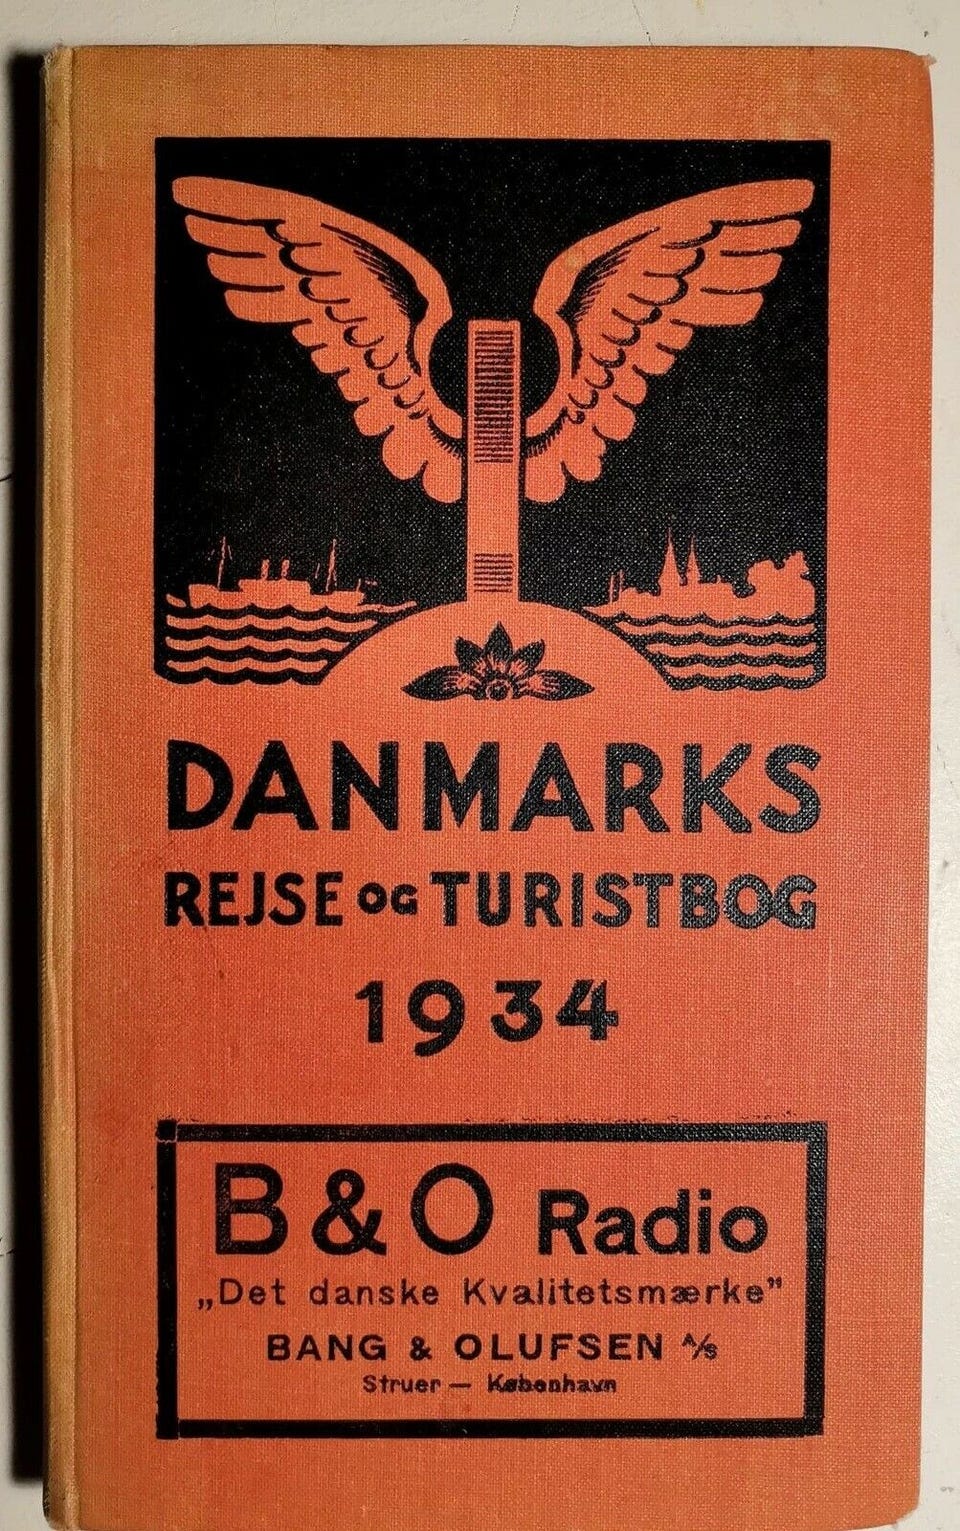 DANMARKS
REJSE OG TURISTBOG
1934
B & O Radio
„Det danske Kvalitetsmærke”
BANG & OLUFSEN A/S
Struer — København